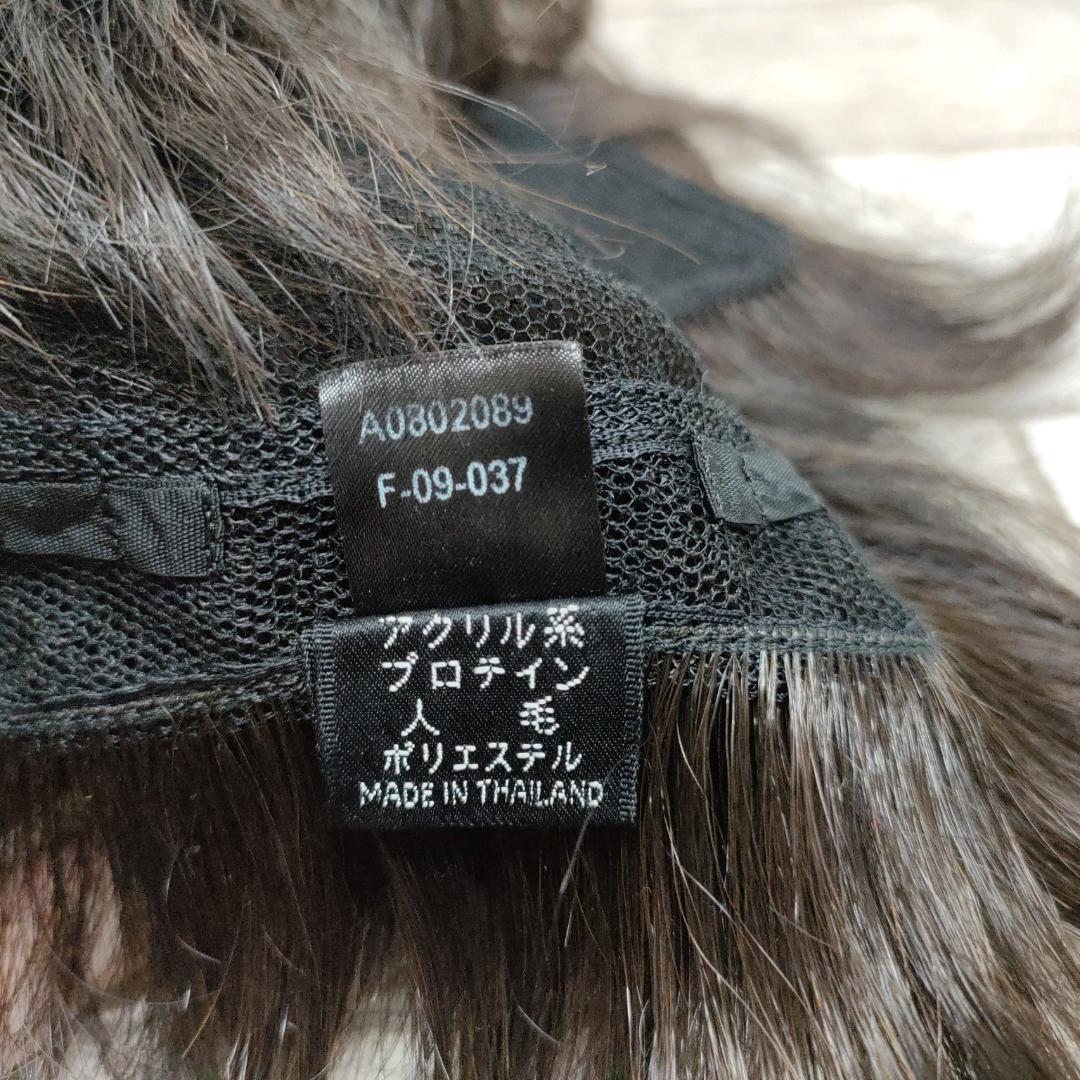 A0802089
F-09-037
アクリル系
プロテイン
人 毛
ポリエステル
MADE IN THAILAND